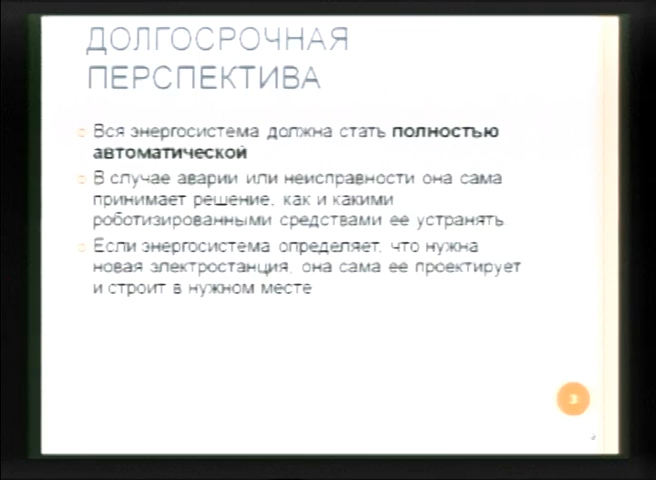 ДОЛГОСРОЧНАЯ
ПЕРСПЕКТИВА
Вся энергосистема должна стать полностью
автоматической
В случае аварии или неисправности она сама
принимает решение, как и какими
роботизированными средствами ее устранять.
Если энергосистема определяет, что нужна
новая электростанция, она сама ее проектирует
и строит в нужном месте
3